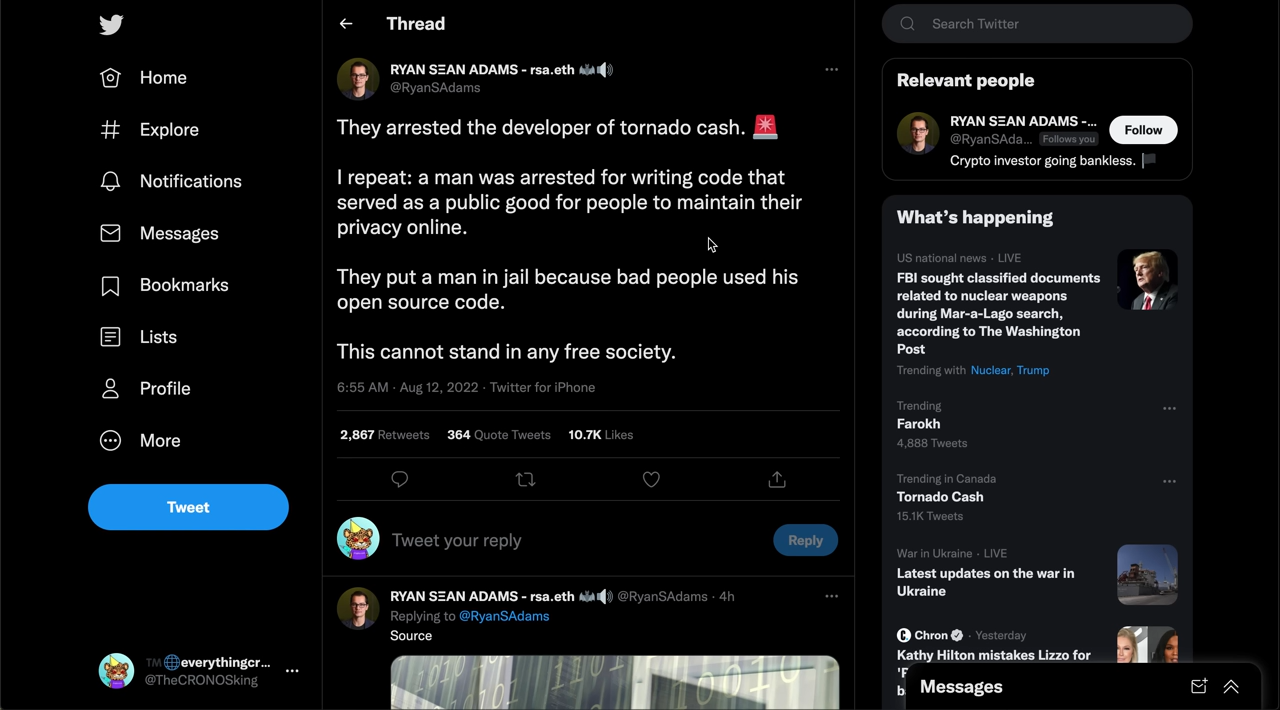 Home
Explore
Notifications
Messages
Bookmarks
Lists
Profile
More
Tweet
TM🌐everythingcr...
@TheCRONOSking
Thread
RYAN SΞAN ADAMS - rsa.eth 🦇🔊
@RyanSAdams
They arrested the developer of tornado cash. 🚨
I repeat: a man was arrested for writing code that
served as a public good for people to maintain their
privacy online.
They put a man in jail because bad people used his
open source code.
This cannot stand in any free society.
6:55 AM · Aug 12, 2022 · Twitter for iPhone
2,867 Retweets 364 Quote Tweets 10.7K Likes
Tweet your reply
Reply
RYAN SΞAN ADAMS - rsa.eth 🦇🔊 @RyanSAdams · 4h
Replying to @RyanSAdams
Source
Search Twitter
Relevant people
RYAN SΞAN ADAMS -...
@RyanSAda... Follows you
Follow
Crypto investor going bankless. 🏴
What's happening
US national news · LIVE
FBI sought classified documents
related to nuclear weapons
during Mar-a-Lago search,
according to The Washington
Post
Trending with Nuclear, Trump
Trending
Farokh
4,888 Tweets
Trending in Canada
Tornado Cash
15.1K Tweets
War in Ukraine · LIVE
Latest updates on the war in
Ukraine
Chron · Yesterday
Kathy Hilton mistakes Lizzo for
Messages